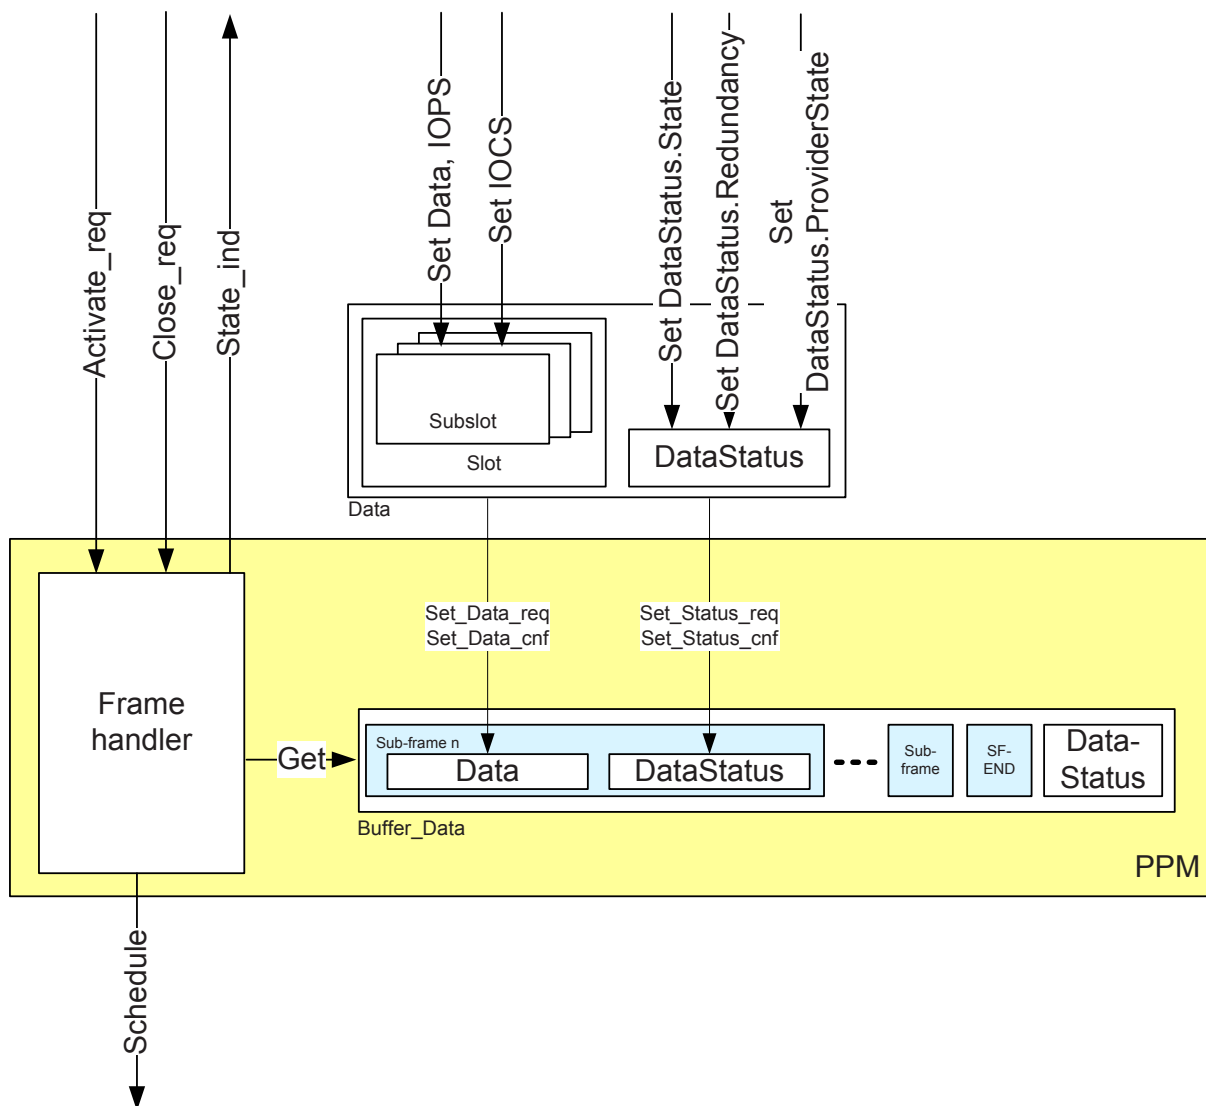 Activate_req
Close_req
State_ind
Set Data, IOPS
Set IOCS
Set DataStatus.State
Set DataStatus.Redundancy
Set
DataStatus.ProviderState
Subslot
Slot
DataStatus
Data
Set_Data_req
Set_Data_cnf
Set_Status_req
Set_Status_cnf
Frame
handler
Get
Sub-frame n
Data
DataStatus
Sub-
frame
SF-
END
Data-
Status
Buffer_Data
PPM
Schedule